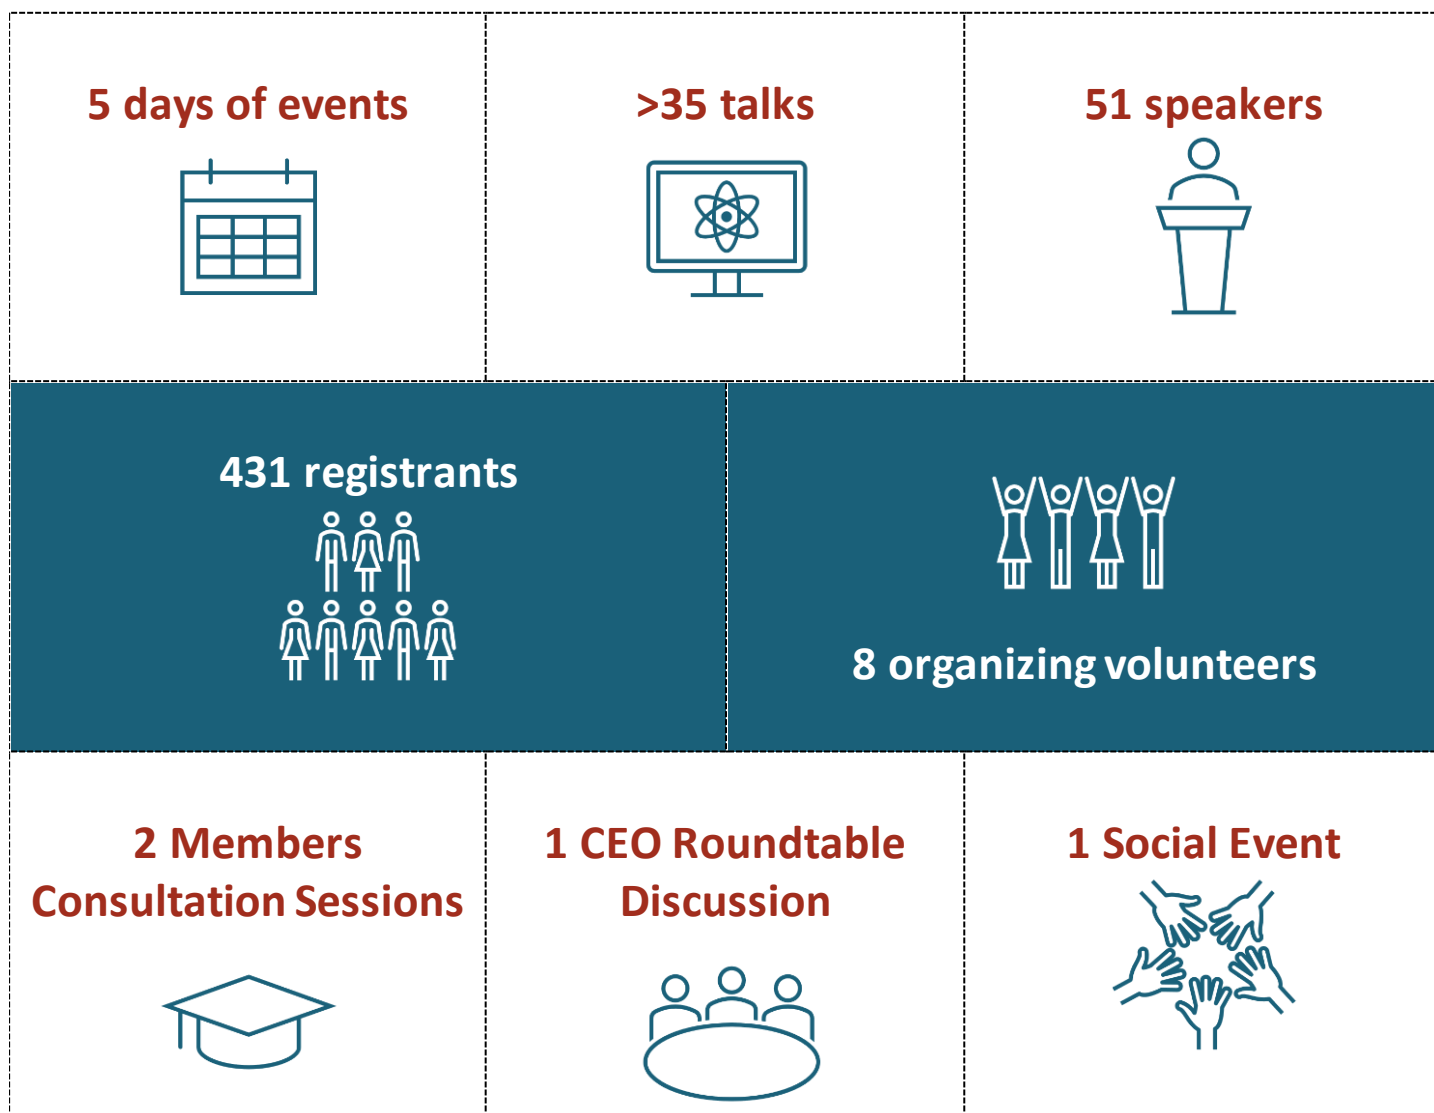 5 days of events
>35 talks
51 speakers
431 registrants
8 organizing volunteers
2 Members
Consultation Sessions
1 CEO Roundtable
Discussion
1 Social Event